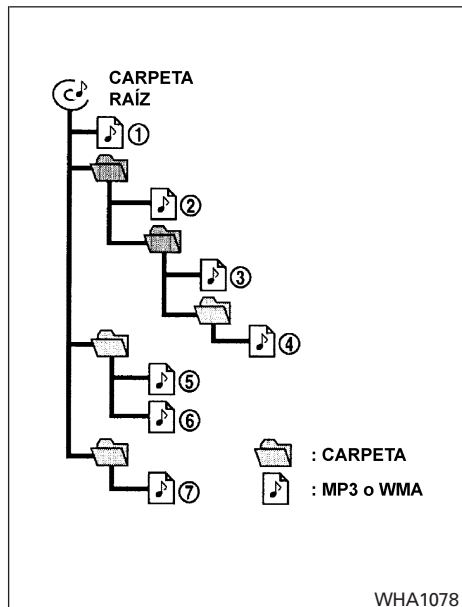 CARPETA
RAÍZ
①
②
③
④
⑤
⑥
⑦
: CARPETA
: MP3 o WMA
WHA1078